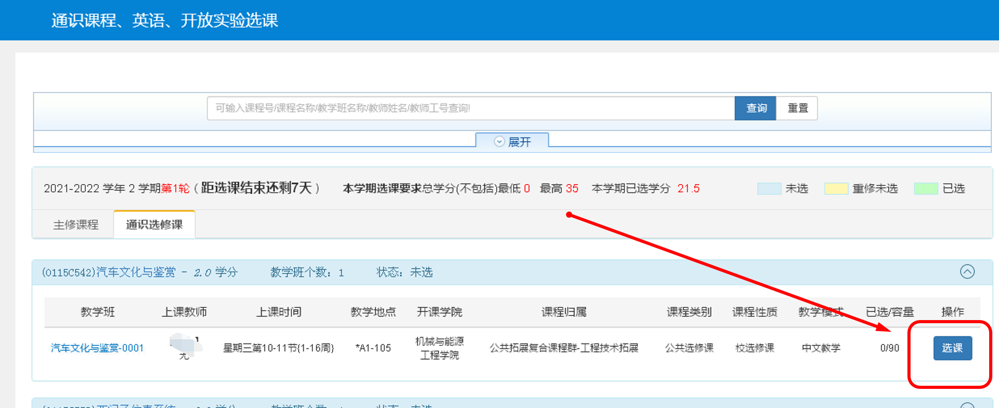 通识课程、英语、开放实验选课
可输入课程号/课程名称/教学班名称/教师姓名/教师工号查询!
查询 重置
展开
2021-2022 学年 2 学期第1轮（距选课结束还剩7天） 本学期选课要求总学分(不包括)最低 0 最高 35 本学期已选学分 21.5 未选 重修未选 已选
主修课程 通识选修课
(0115C542)汽车文化与鉴赏 - 2.0 学分 教学班个数：1 状态：未选
教学班 上课教师 上课时间 教学地点 开课学院 课程归属 课程类别 课程性质 教学模式 已选/容量 操作
汽车文化与鉴赏-0001 无 星期三第10-11节{1-16周} *A1-105 机械与能源工程学院 公共拓展复合课程群-工程技术拓展 公共选修课 校选修课 中文教学 0/90 选课